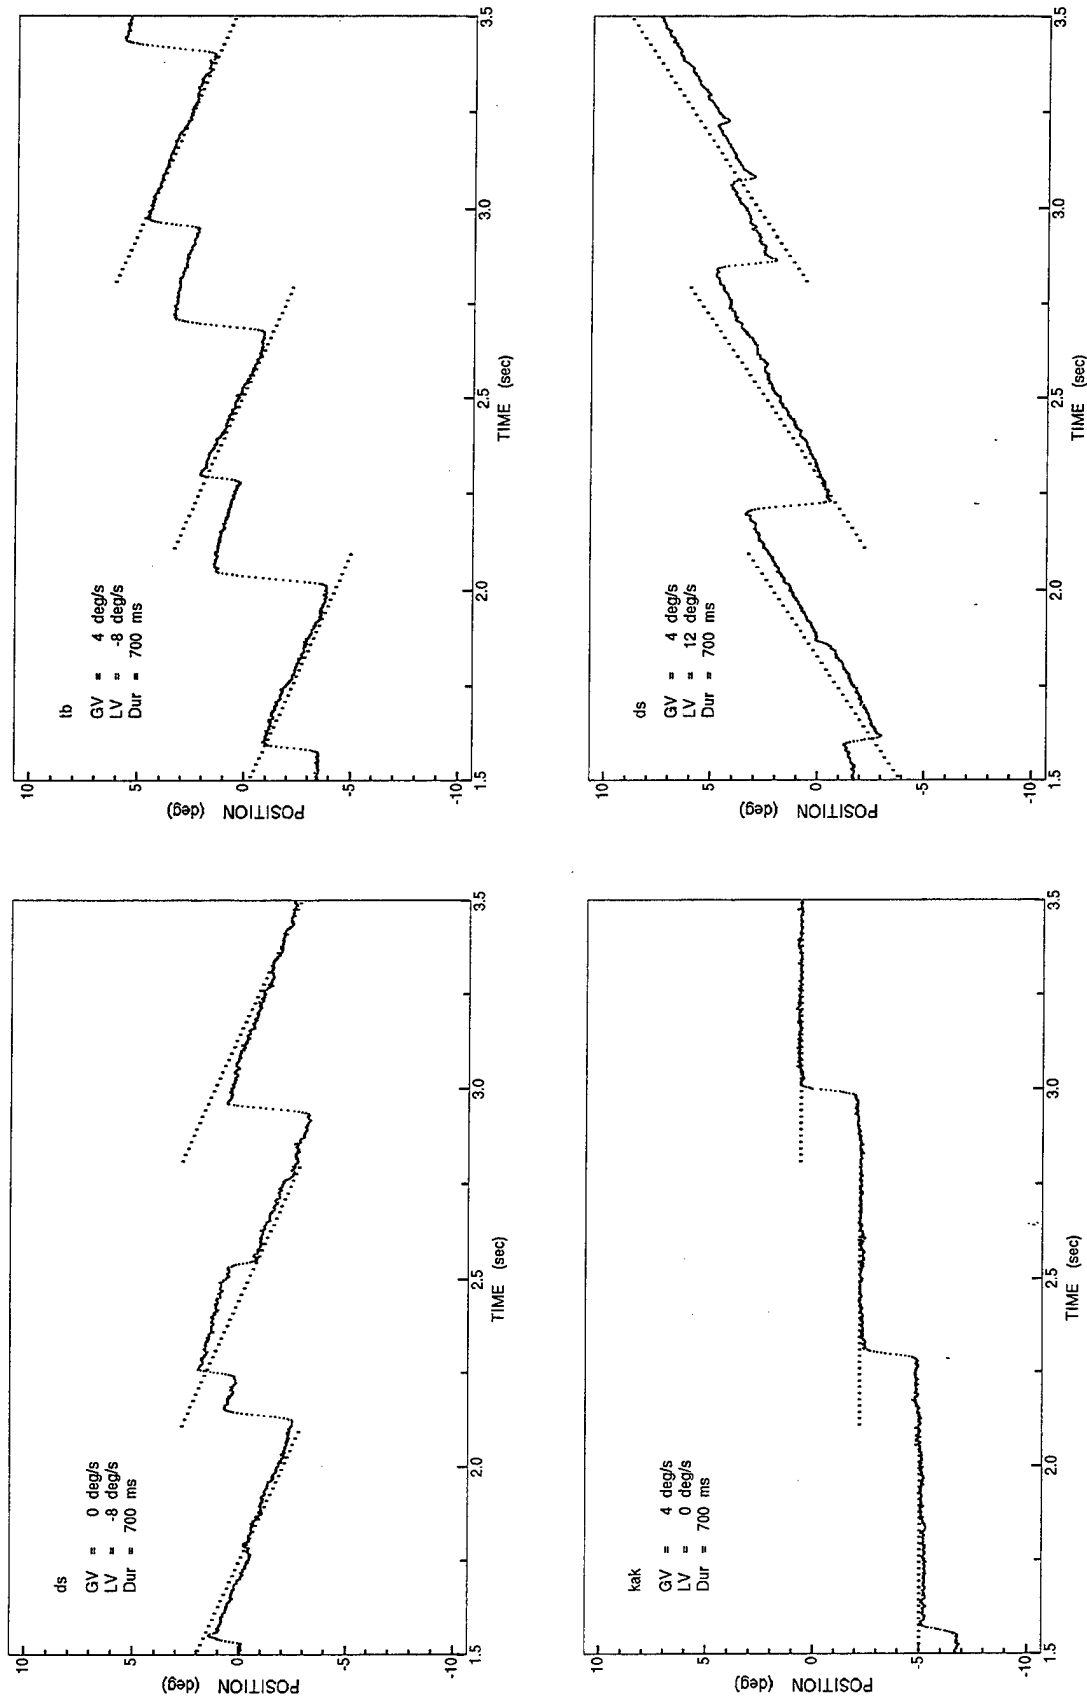 ds
GV = 0 deg/s
LV = -8 deg/s
Dur = 700 ms
10
5
0
-5
-10
POSITION (deg)
1.5
2.0
2.5
3.0
3.5
TIME (sec)
tb
GV = 4 deg/s
LV = -8 deg/s
Dur = 700 ms
10
5
0
-5
-10
POSITION (deg)
1.5
2.0
2.5
3.0
3.5
TIME (sec)
kak
GV = 4 deg/s
LV = 0 deg/s
Dur = 700 ms
10
5
0
-5
-10
POSITION (deg)
1.5
2.0
2.5
3.0
3.5
TIME (sec)
ds
GV = 4 deg/s
LV = 12 deg/s
Dur = 700 ms
10
5
0
-5
-10
POSITION (deg)
1.5
2.0
2.5
3.0
3.5
TIME (sec)